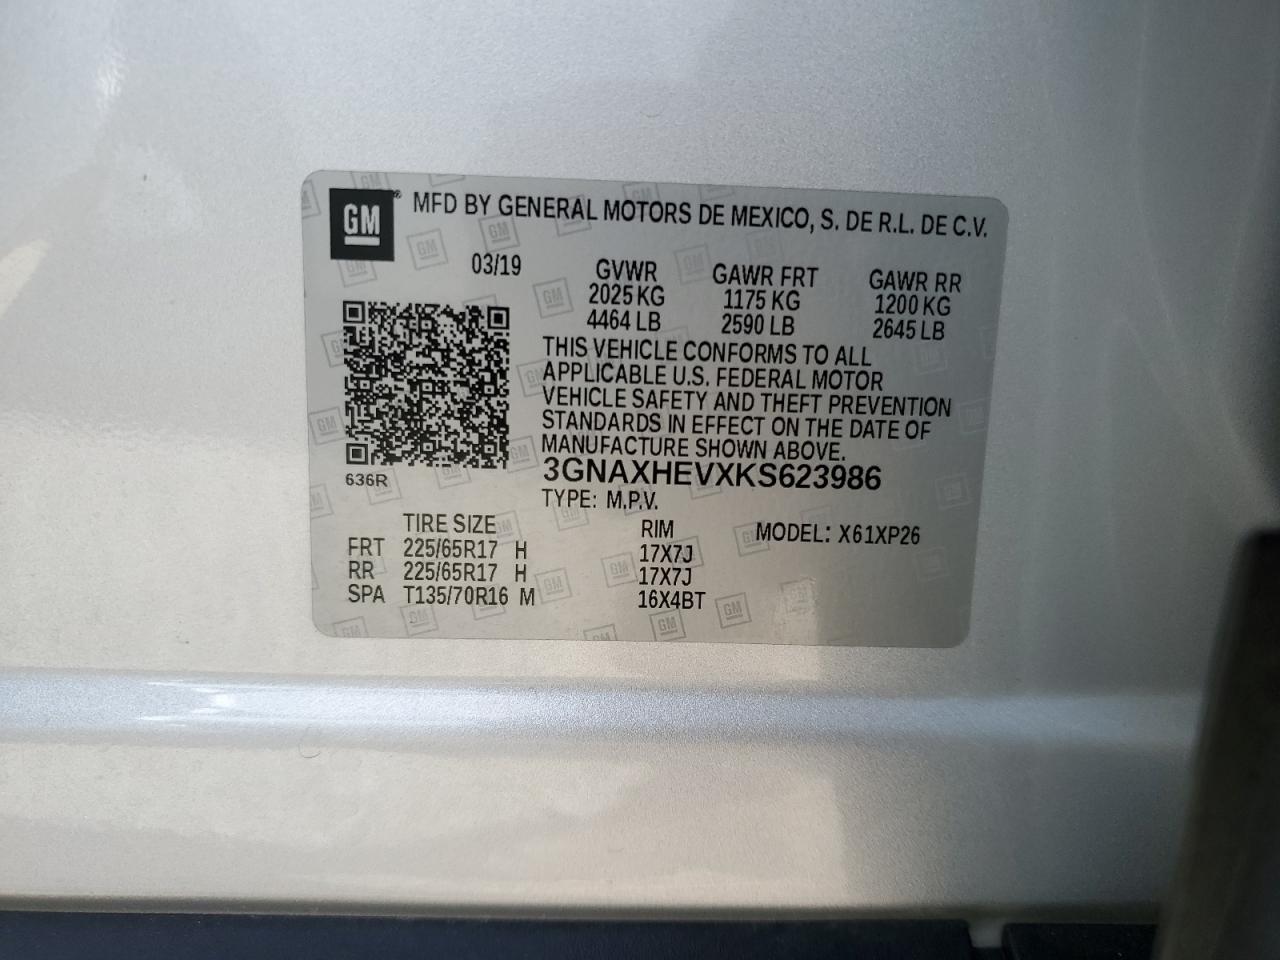 GM® MFD BY GENERAL MOTORS DE MEXICO, S. DE R.L. DE C.V.
03/19
GVWR GAWR FRT GAWR RR
2025 KG 1175 KG 1200 KG
4464 LB 2590 LB 2645 LB
THIS VEHICLE CONFORMS TO ALL
APPLICABLE U.S. FEDERAL MOTOR
VEHICLE SAFETY AND THEFT PREVENTION
STANDARDS IN EFFECT ON THE DATE OF
MANUFACTURE SHOWN ABOVE.
3GNAXHEVXKS623986
636R
TYPE: M.P.V.
TIRE SIZE RIM MODEL: X61XP26
FRT 225/65R17 H 17X7J
RR 225/65R17 H 17X7J
SPA T135/70R16 M 16X4BT